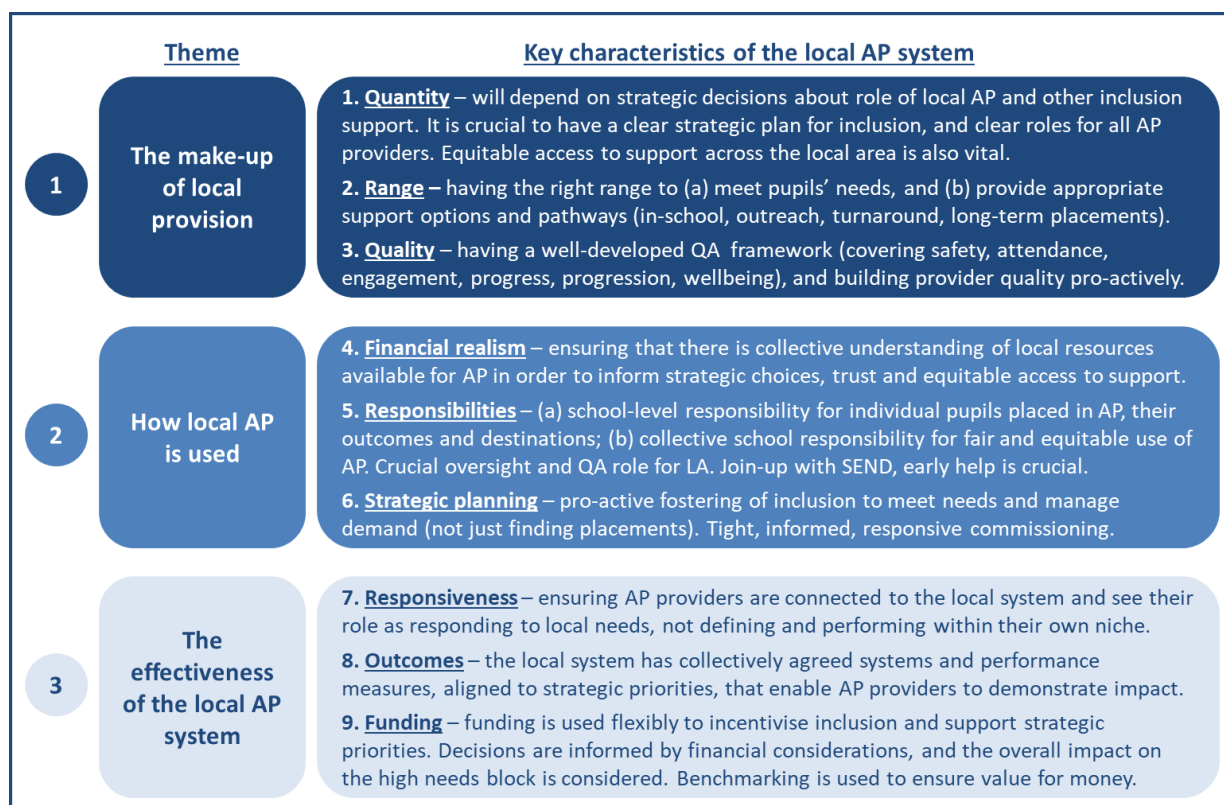 Theme
Key characteristics of the local AP system
1
The make-up
of local
provision
1. Quantity – will depend on strategic decisions about role of local AP and other inclusion
support. It is crucial to have a clear strategic plan for inclusion, and clear roles for all AP
providers. Equitable access to support across the local area is also vital.
2. Range – having the right range to (a) meet pupils’ needs, and (b) provide appropriate
support options and pathways (in-school, outreach, turnaround, long-term placements).
3. Quality – having a well-developed QA framework (covering safety, attendance,
engagement, progress, progression, wellbeing), and building provider quality pro-actively.
2
How local AP
is used
4. Financial realism – ensuring that there is collective understanding of local resources
available for AP in order to inform strategic choices, trust and equitable access to support.
5. Responsibilities – (a) school-level responsibility for individual pupils placed in AP, their
outcomes and destinations; (b) collective school responsibility for fair and equitable use of
AP. Crucial oversight and QA role for LA. Join-up with SEND, early help is crucial.
6. Strategic planning – pro-active fostering of inclusion to meet needs and manage
demand (not just finding placements). Tight, informed, responsive commissioning.
3
The
effectiveness
of the local AP
system
7. Responsiveness – ensuring AP providers are connected to the local system and see their
role as responding to local needs, not defining and performing within their own niche.
8. Outcomes – the local system has collectively agreed systems and performance
measures, aligned to strategic priorities, that enable AP providers to demonstrate impact.
9. Funding – funding is used flexibly to incentivise inclusion and support strategic
priorities. Decisions are informed by financial considerations, and the overall impact on
the high needs block is considered. Benchmarking is used to ensure value for money.